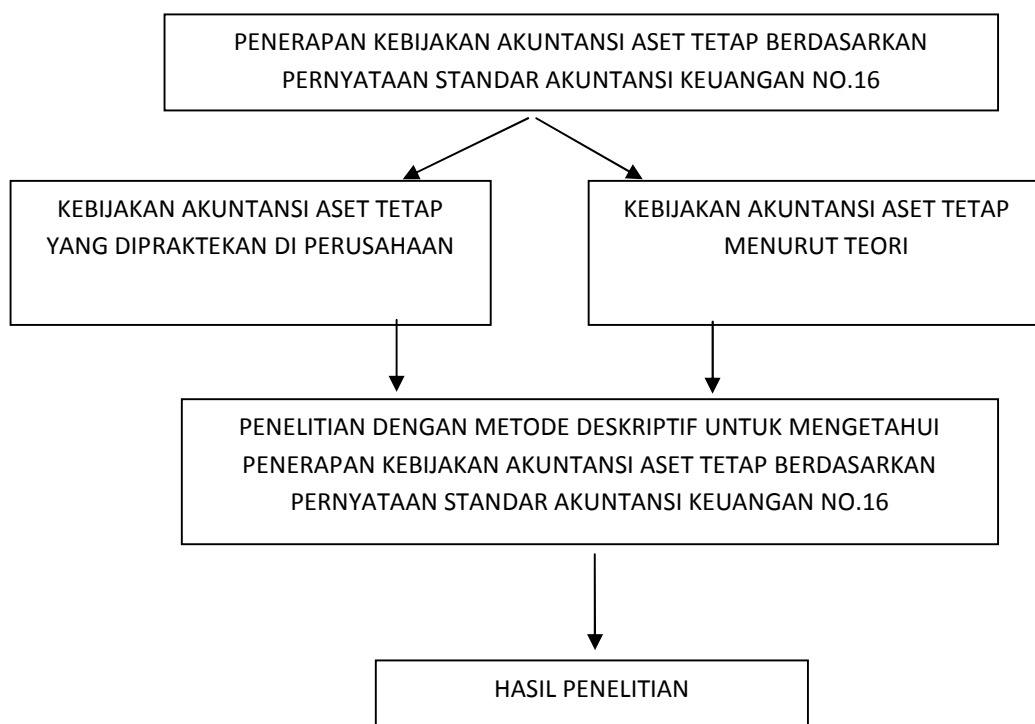 PENERAPAN KEBIJAKAN AKUNTANSI ASET TETAP BERDASARKAN
PERNYATAAN STANDAR AKUNTANSI KEUANGAN NO.16
KEBIJAKAN AKUNTANSI ASET TETAP
YANG DIPRAKTEKAN DI PERUSAHAAN
KEBIJAKAN AKUNTANSI ASET TETAP
MENURUT TEORI
PENELITIAN DENGAN METODE DESKRIPTIF UNTUK MENGETAHUI
PENERAPAN KEBIJAKAN AKUNTANSI ASET TETAP BERDASARKAN
PERNYATAAN STANDAR AKUNTANSI KEUANGAN NO.16
HASIL PENELITIAN